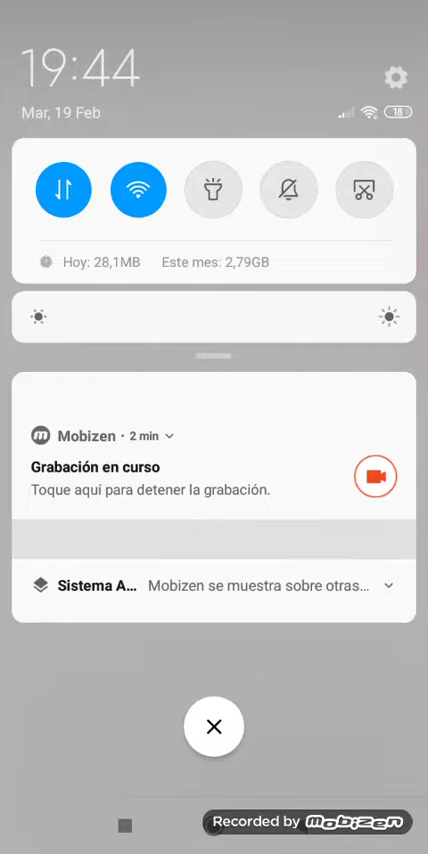 19:44
Mar, 19 Feb
18
Hoy: 28,1MB Este mes: 2,79GB
Mobizen · 2 min
Grabación en curso
Toque aquí para detener la grabación.
Sistema A... Mobizen se muestra sobre otras...
Recorded by mobizen